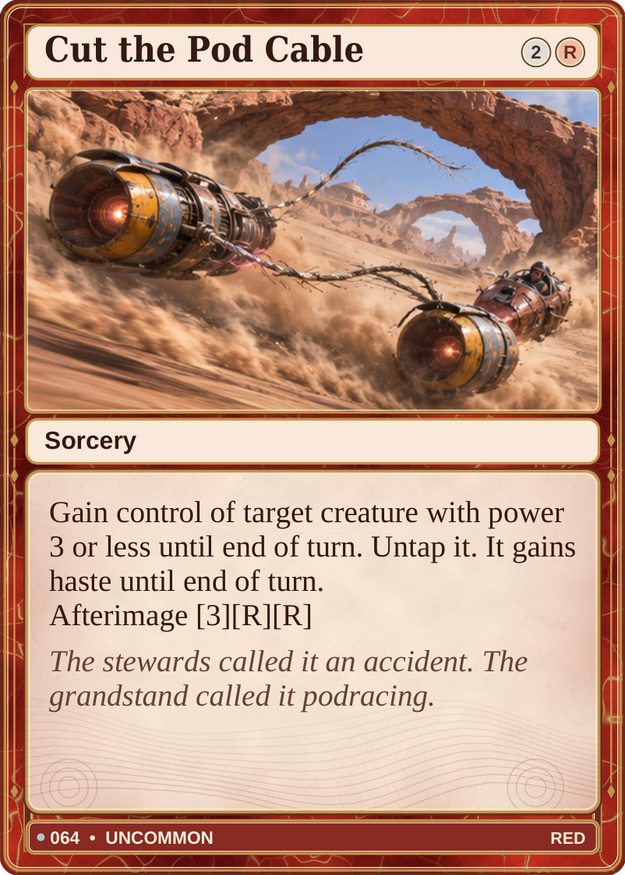 Cut the Pod Cable 2 R
Sorcery
Gain control of target creature with power
3 or less until end of turn. Untap it. It gains
haste until end of turn.
Afterimage [3][R][R]
The stewards called it an accident. The
grandstand called it podracing.
064 • UNCOMMON RED